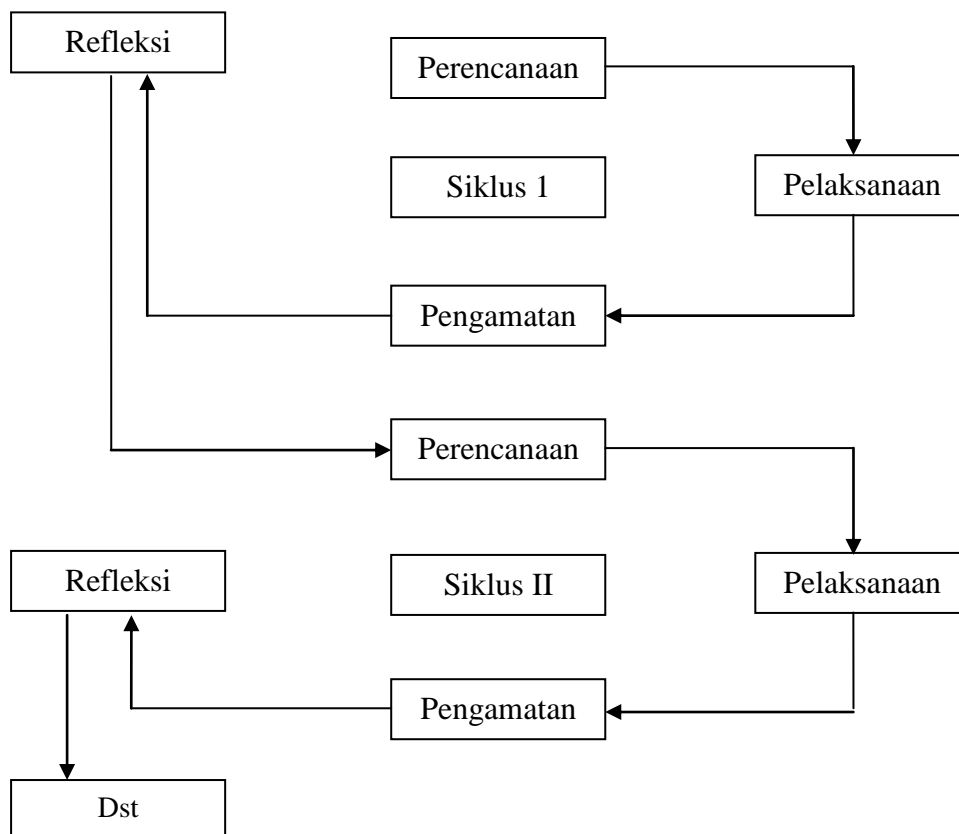 Refleksi
Perencanaan
Siklus 1
Pelaksanaan
Pengamatan
Perencanaan
Refleksi
Siklus II
Pelaksanaan
Pengamatan
Dst